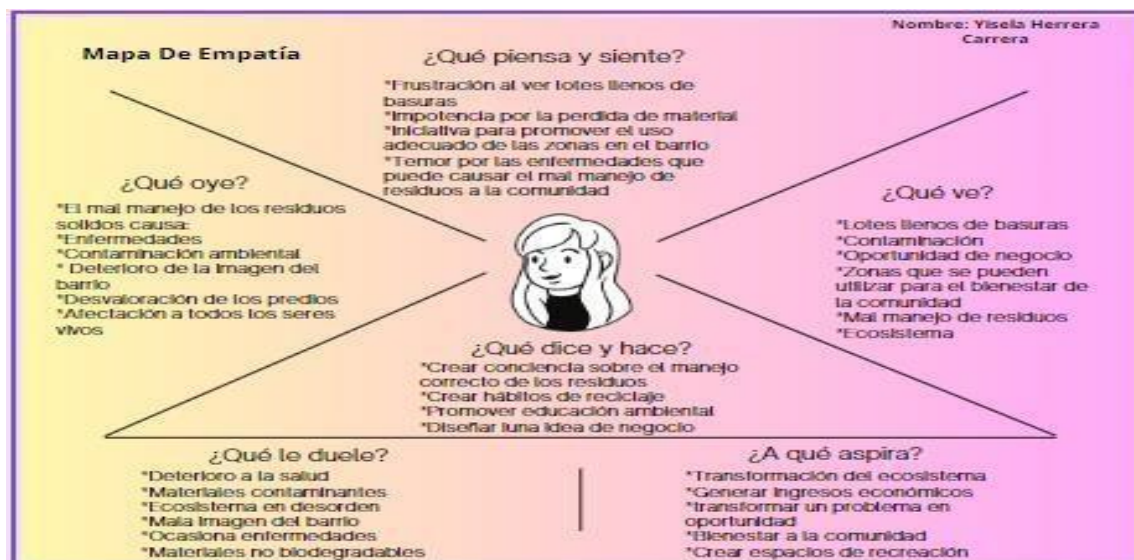 Nombre: Yisela Herrera
Carrera
Mapa De Empatía
¿Qué piensa y siente?
*Frustración al ver lotes llenos de
basuras
*Impotencia por la perdida de material
*Iniciativa para promover el uso
adecuado de las zonas en el barrio
*Temor por las enfermedades que
puede causar el mal manejo de
residuos a la comunidad
¿Qué oye?
*El mal manejo de los residuos
solidos causa:
*Enfermedades
*Contaminación ambiental
* Deterioro de la imagen del
barrio
*Desvaloración de los predios
*Afectación a todos los seres
vivos
¿Qué ve?
*Lotes llenos de basuras
*Contaminación
*Oportunidad de negocio
*Zonas que se pueden
utilizar para el bienestar de
la comunidad
*Mal manejo de residuos
*Ecosistema
¿Qué dice y hace?
*Crear conciencia sobre el manejo
correcto de los residuos
*Crear hábitos de reciclaje
*Promover educación ambiental
*Diseñar luna idea de negocio
¿Qué le duele?
*Deterioro a la salud
*Materiales contaminantes
*Ecosistema en desorden
*Mala imagen del barrio
*Ocasiona enfermedades
*Materiales no biodegradables
¿A qué aspira?
*Transformación del ecosistema
*Generar ingresos económicos
*transformar un problema en
oportunidad
*Bienestar a la comunidad
*Crear espacios de recreación